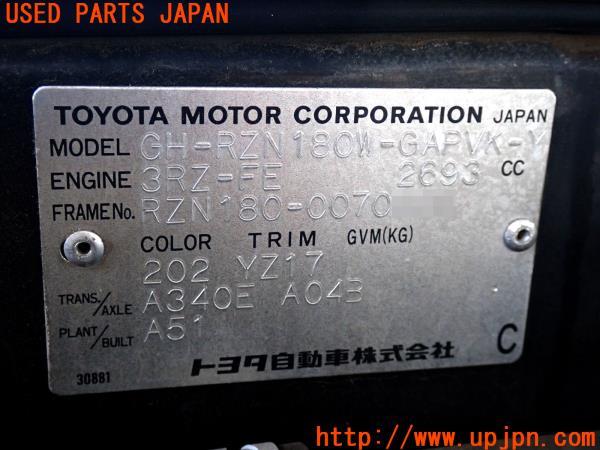 USED PARTS JAPAN
TOYOTA MOTOR CORPORATION JAPAN
MODEL GH-RZN180W-GAPVK-Y
ENGINE 3RZ-FE 2693 CC
FRAME No. RZN180-0070
COLOR TRIM GVM(KG)
202 YZ17
TRANS./AXLE A340E A04B
PLANT/BUILT A51
トヨタ自動車株式会社 C
30881
http://www.upjpn.com